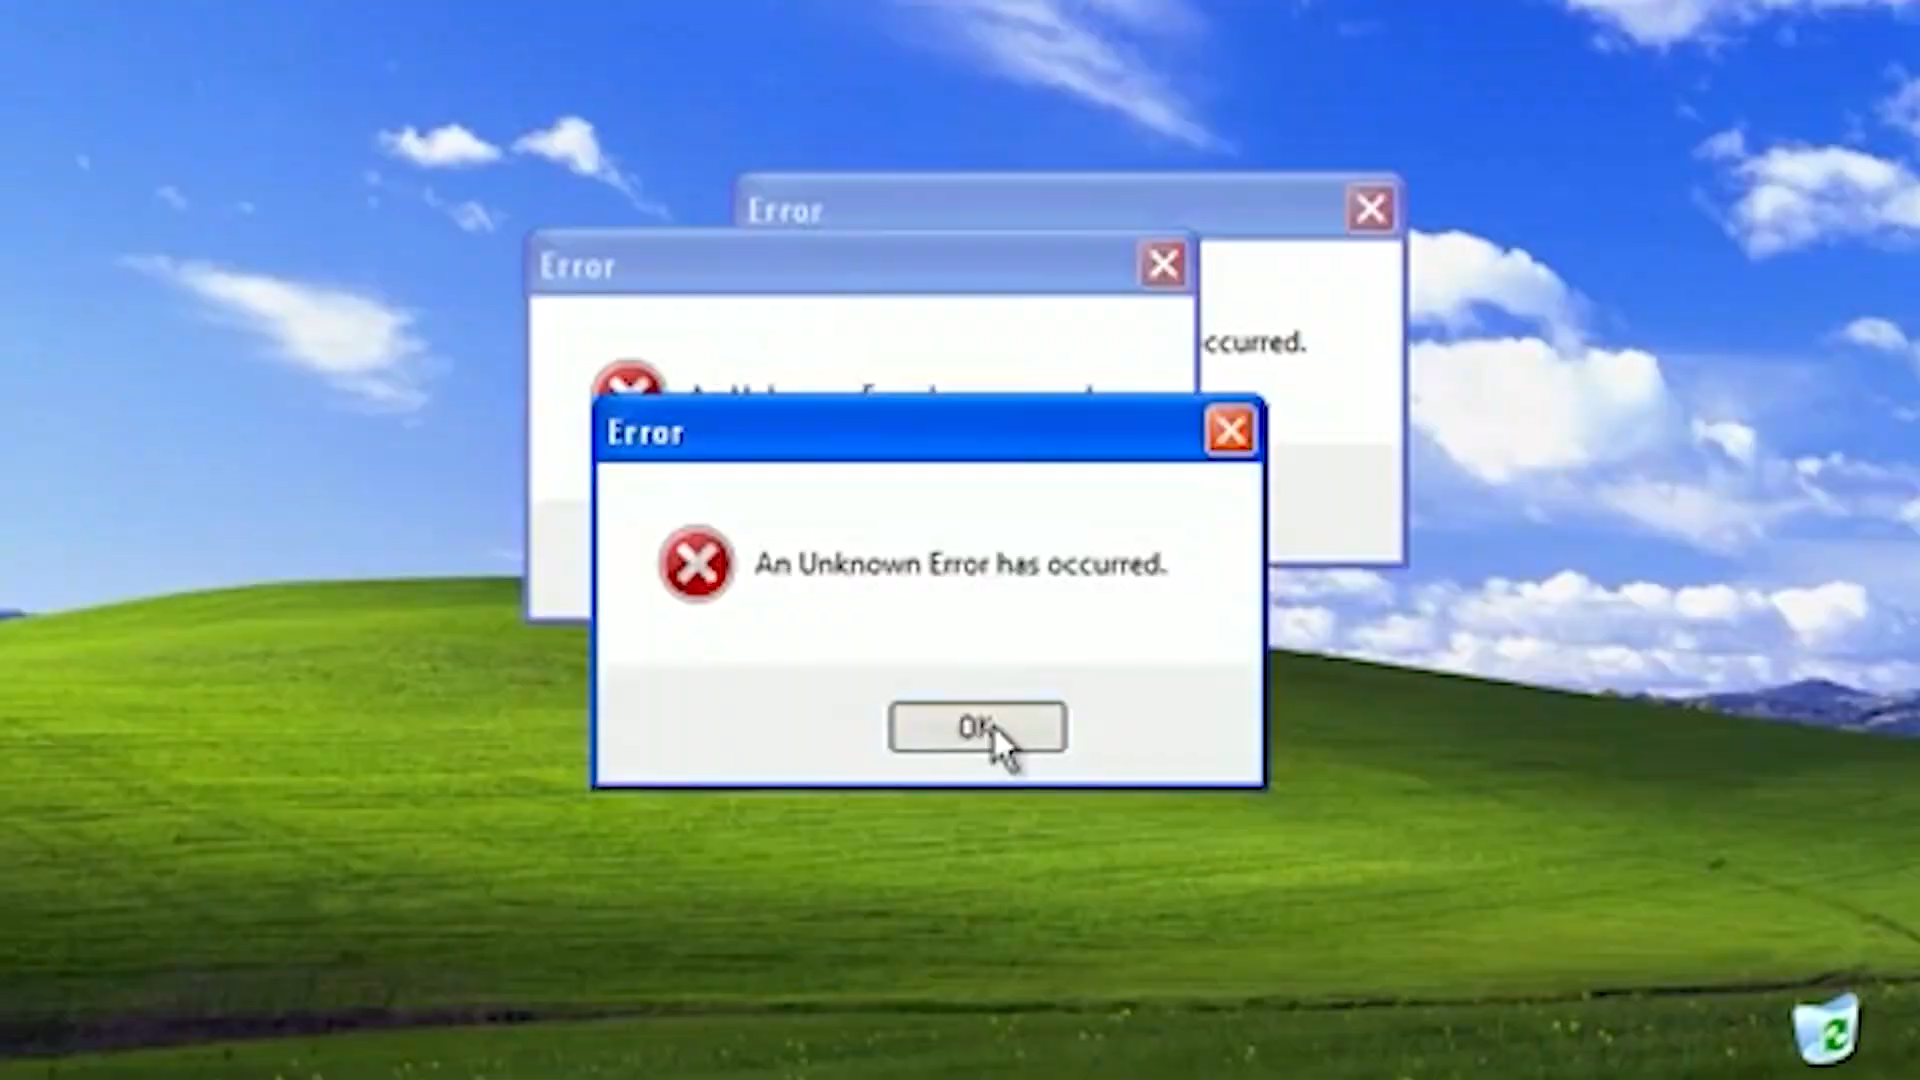 Error
ccurred.
Error
Error
An Unknown Error has occurred.
OK